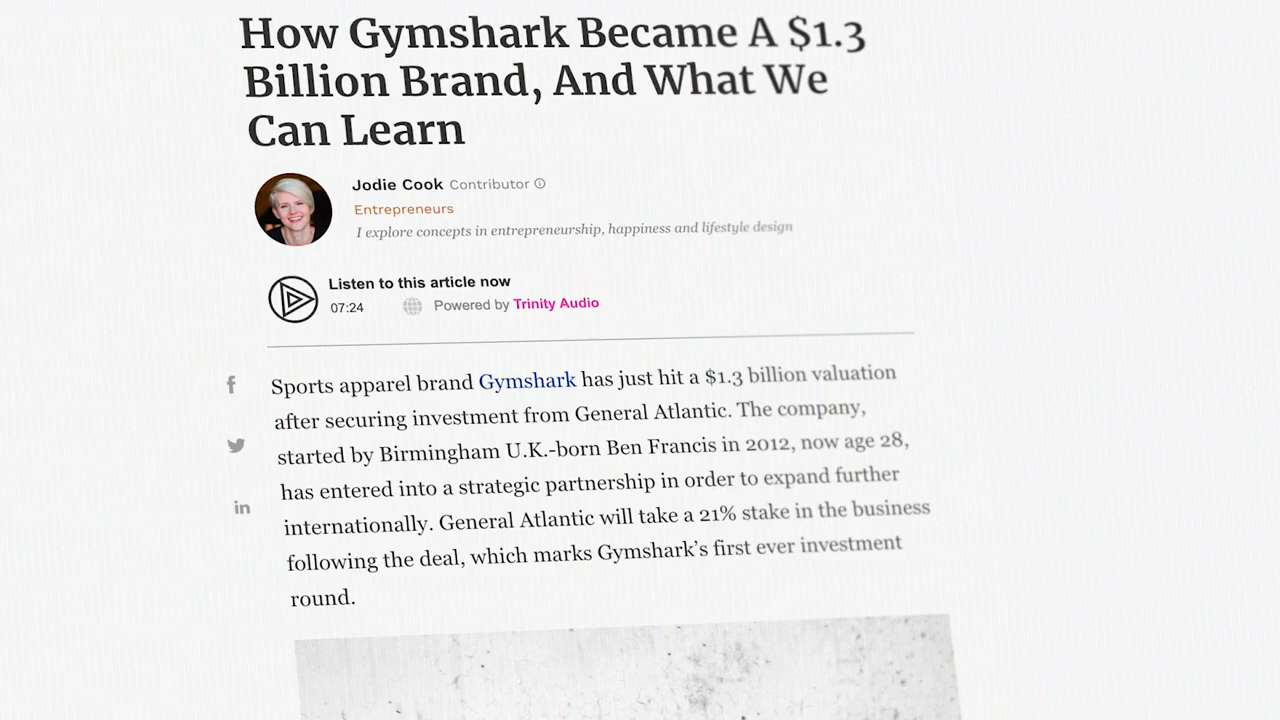 How Gymshark Became A $1.3
Billion Brand, And What We
Can Learn
Jodie Cook Contributor
Entrepreneurs
I explore concepts in entrepreneurship, happiness and lifestyle design
Listen to this article now
07:24 Powered by Trinity Audio
f
Sports apparel brand Gymshark has just hit a $1.3 billion valuation
after securing investment from General Atlantic. The company,
started by Birmingham U.K.-born Ben Francis in 2012, now age 28,
has entered into a strategic partnership in order to expand further
in
internationally. General Atlantic will take a 21% stake in the business
following the deal, which marks Gymshark’s first ever investment
round.